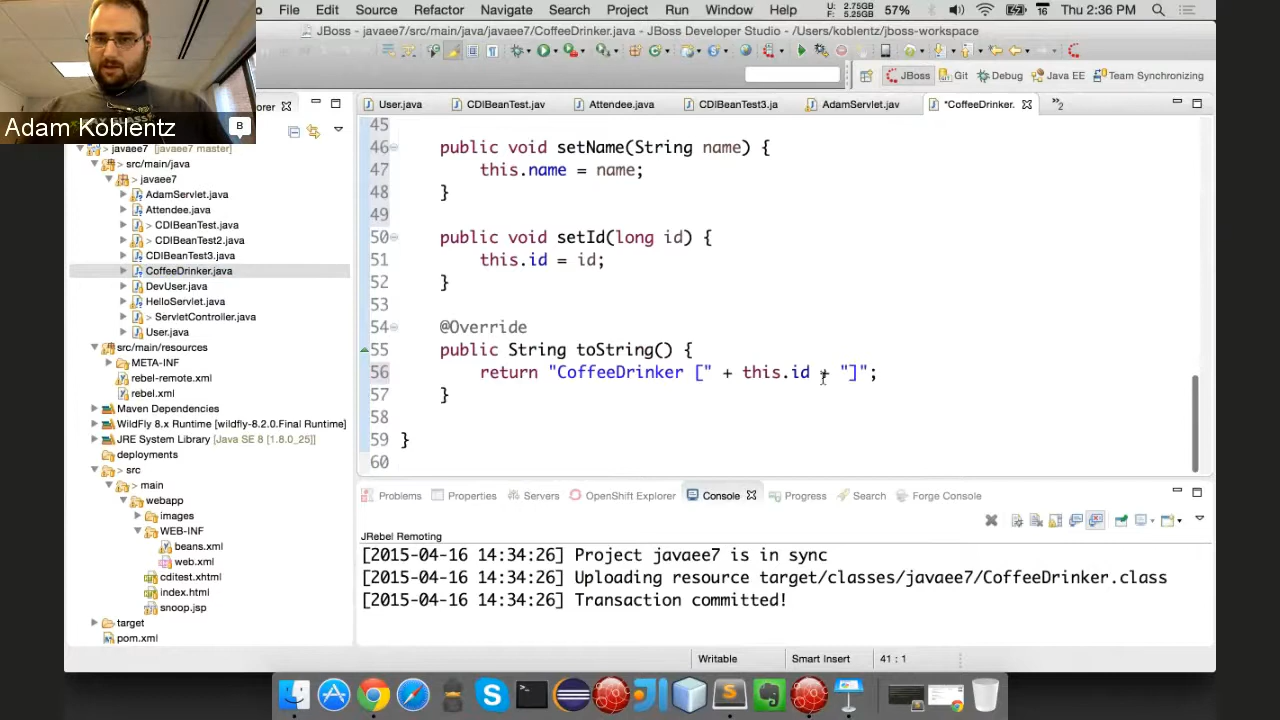 Edit Source Refactor Navigate Search Project Run Window Help U: 2.75GB F: 5.25GB 57% 16 Thu 2:36 PM
JBoss - javaee7/src/main/java/javaee7/CoffeeDrinker.java - JBoss Developer Studio - /Users/koblentz/jboss-workspace
JBoss Git Debug Java EE Team Synchronizing
Adam Koblentz B
orer
User.java CDIBeanTest.jav Attendee.java CDIBeanTest3.ja AdamServlet.jav *CoffeeDrinker. »2
javaee7 [javaee7 master]
src/main/java
javaee7
AdamServlet.java
Attendee.java
> CDIBeanTest.java
> CDIBeanTest2.java
CDIBeanTest3.java
CoffeeDrinker.java
DevUser.java
HelloServlet.java
> ServletController.java
User.java
src/main/resources
META-INF
rebel-remote.xml
rebel.xml
Maven Dependencies
WildFly 8.x Runtime [wildfly-8.2.0.Final Runtime]
JRE System Library [Java SE 8 [1.8.0_25]]
deployments
> src
main
webapp
images
WEB-INF
beans.xml
web.xml
cditest.xhtml
index.html
snoop.jsp
target
pom.xml
45
46 public void setName(String name) {
47 this.name = name;
48 }
49
50 public void setId(long id) {
51 this.id = id;
52 }
53
54 @Override
55 public String toString() {
56 return "CoffeeDrinker [" + this.id + "]";
57 }
58
59 }
60
Problems Properties Servers OpenShift Explorer Console Progress Search Forge Console
JRebel Remoting
[2015-04-16 14:34:26] Project javaee7 is in sync
[2015-04-16 14:34:26] Uploading resource target/classes/javaee7/CoffeeDrinker.class
[2015-04-16 14:34:26] Transaction committed!
Writable Smart Insert 41 : 1